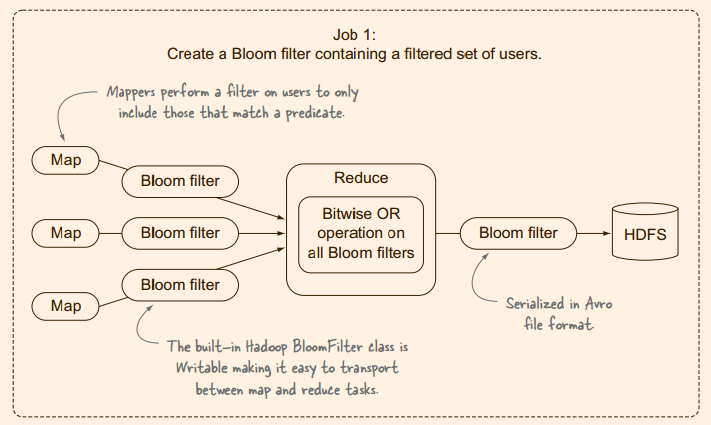 Job 1:
Create a Bloom filter containing a filtered set of users.
Mappers perform a filter on users to only
include those that match a predicate.
Map
Bloom filter
Map
Bloom filter
Map
Bloom filter
Reduce
Bitwise OR
operation on
all Bloom filters
Bloom filter
HDFS
Serialized in Avro
file format.
The built-in Hadoop BloomFilter class is
Writable making it easy to transport
between map and reduce tasks.